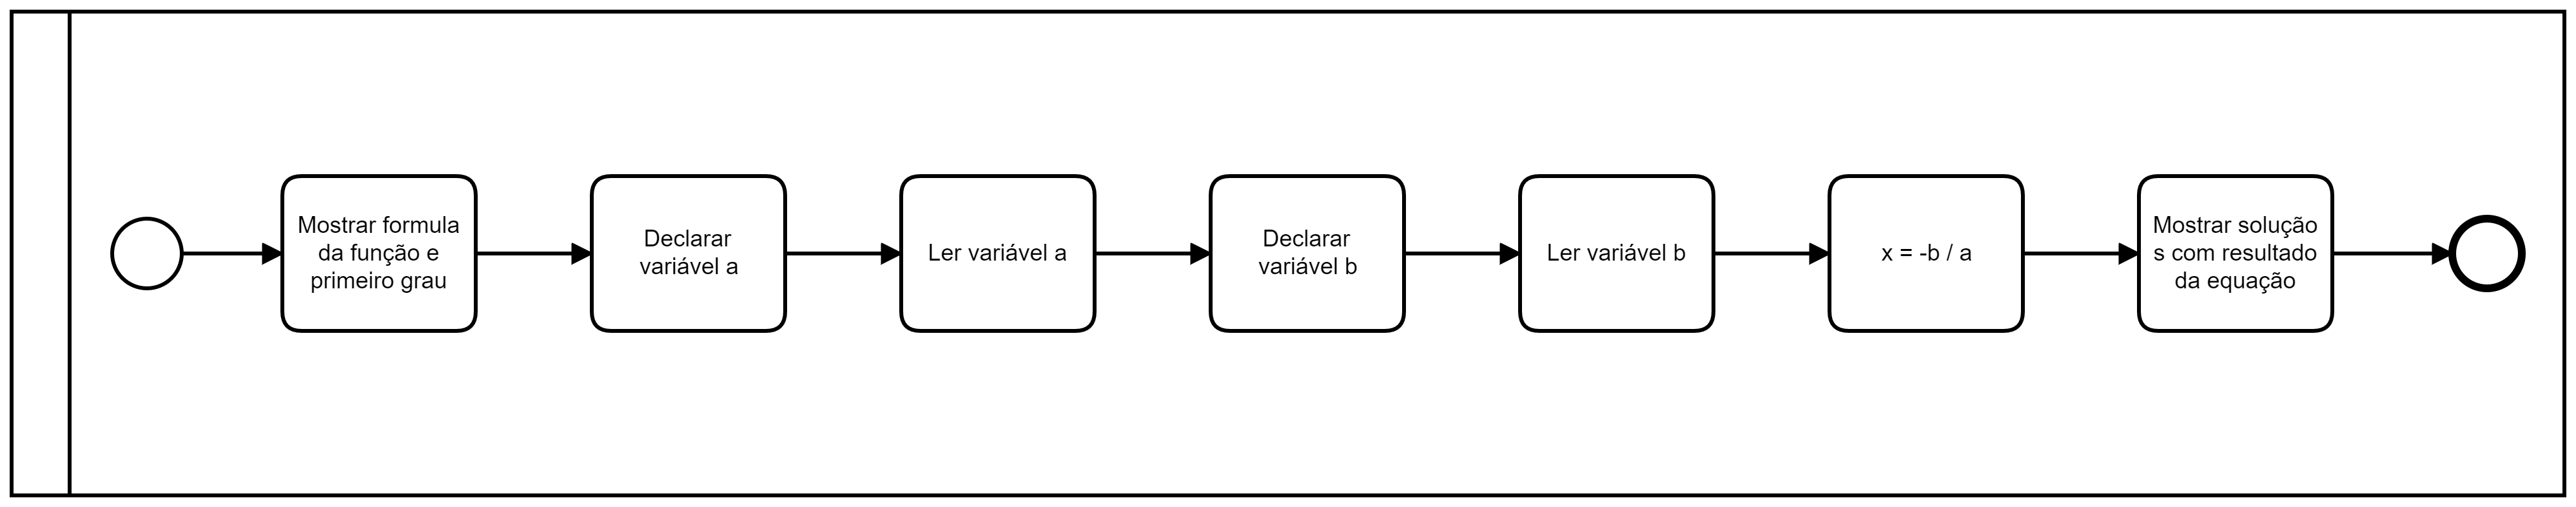 Mostrar formula
da função e
primeiro grau
Declarar
variável a
Ler variável a
Declarar
variável b
Ler variável b
x = -b / a
Mostrar solução
s com resultado
da equação